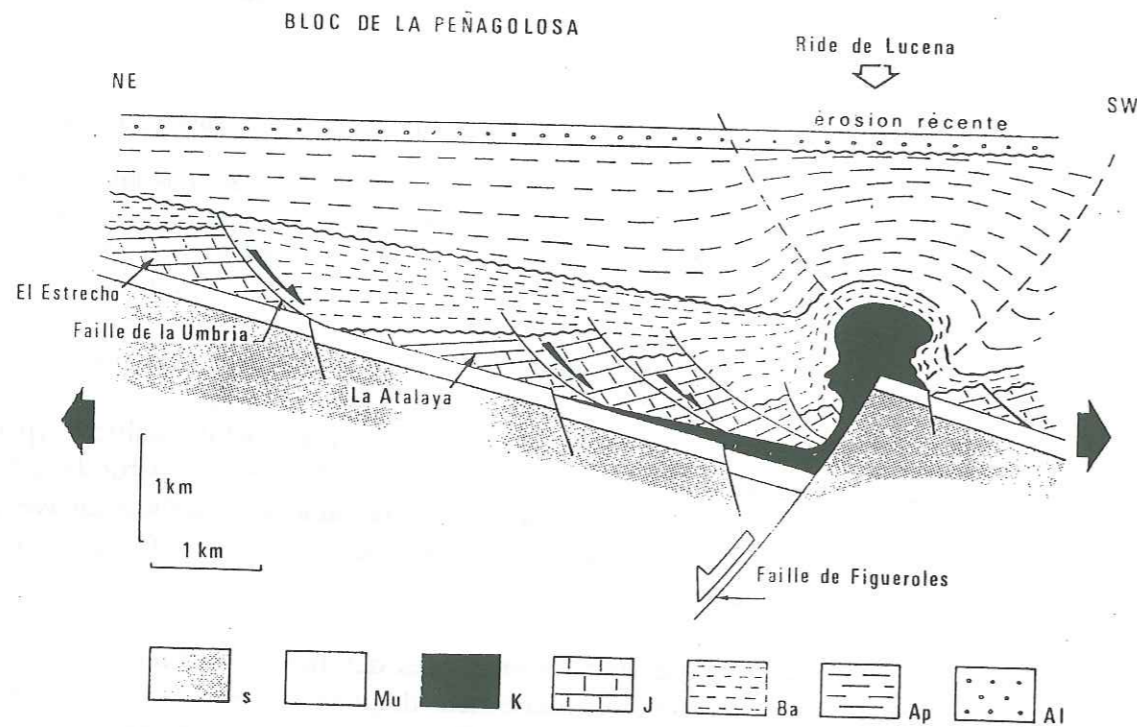 BLOC DE LA PEÑAGOLOSA
Ride de Lucena
NE
SW
érosion récente
El Estrecho
Faille de la Umbria
La Atalaya
1km
1 km
Faille de Figueroles
s
Mu
K
J
Ba
Ap
Al